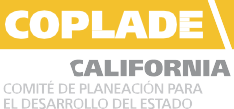 COPLADE
CALIFORNIA
COMITÉ DE PLANEACIÓN PARA
EL DESARROLLO DEL ESTADO